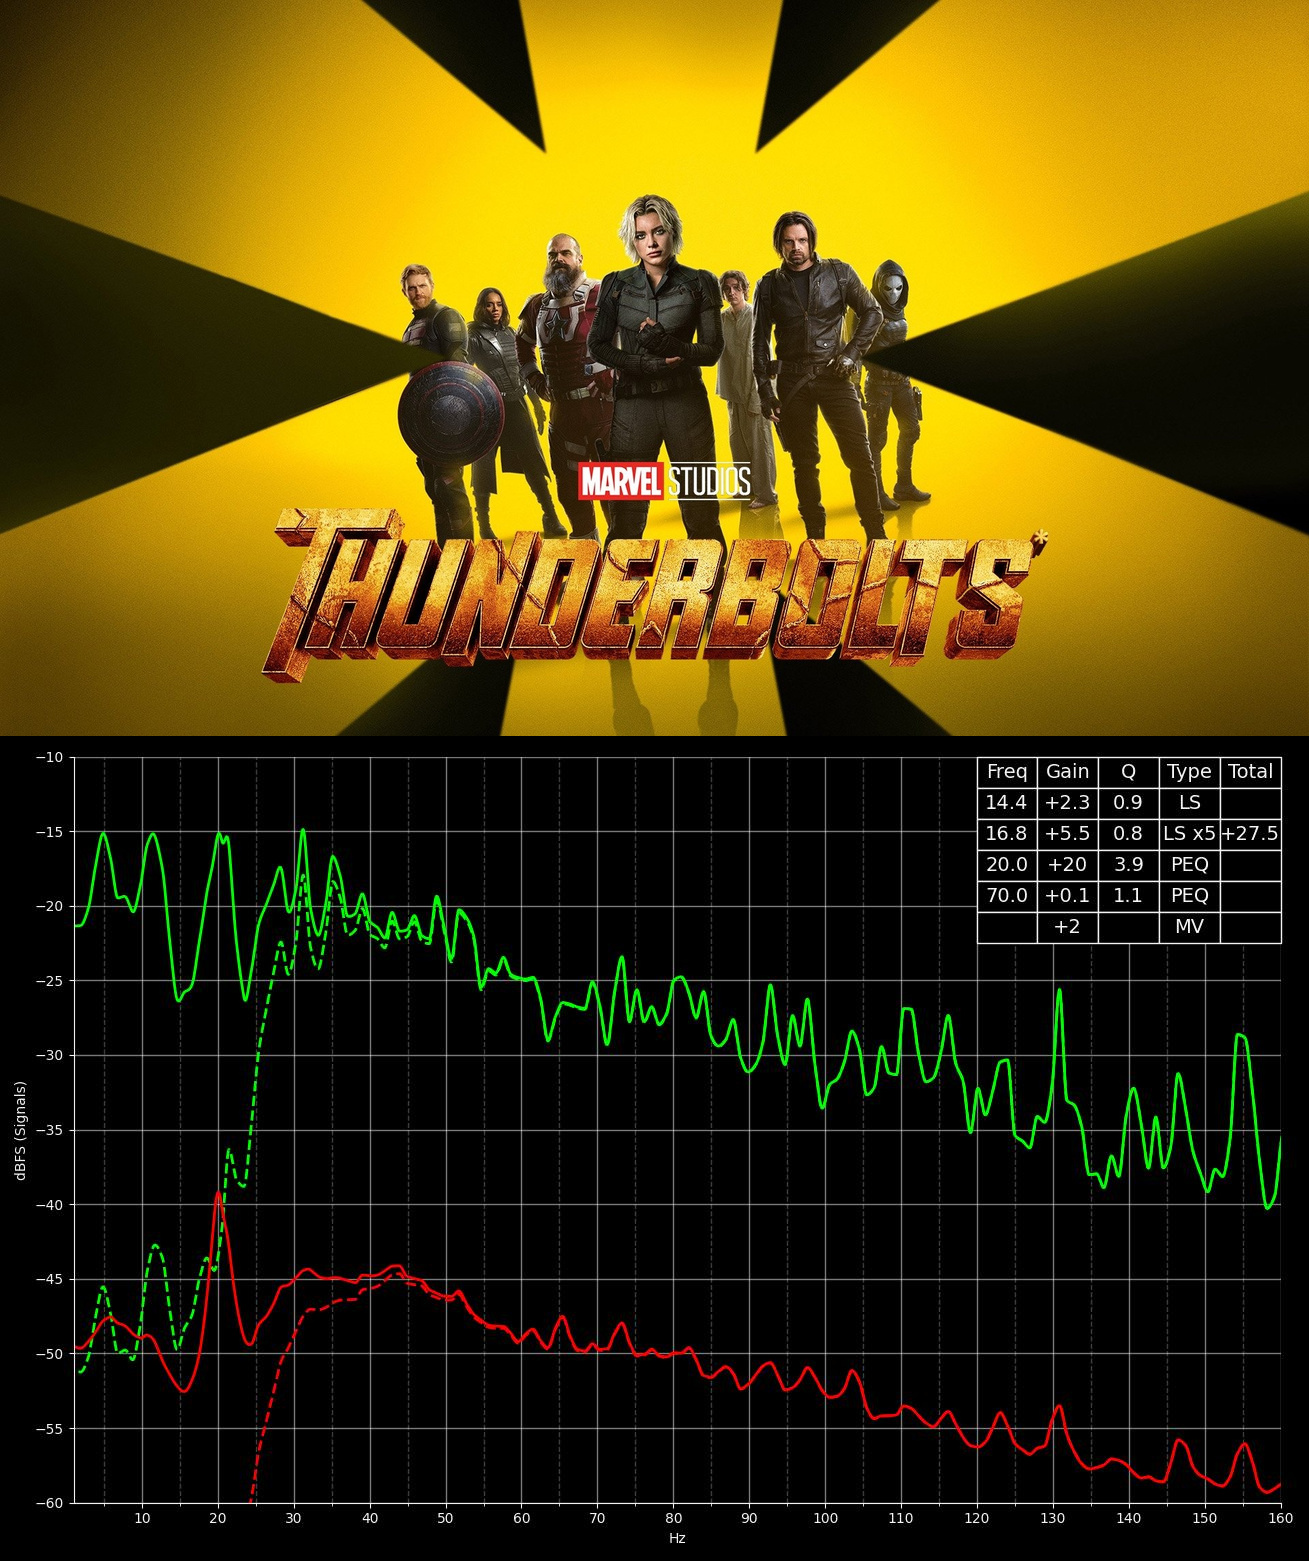 MARVEL STUDIOS
THUNDERBOLTS*
Freq Gain Q Type Total
14.4 +2.3 0.9 LS
16.8 +5.5 0.8 LS x5 +27.5
20.0 +20 3.9 PEQ
70.0 +0.1 1.1 PEQ
+2 MV
−10
−15
−20
−25
−30
−35
−40
−45
−50
−55
−60
dBFS (Signals)
10 20 30 40 50 60 70 80 90 100 110 120 130 140 150 160
Hz